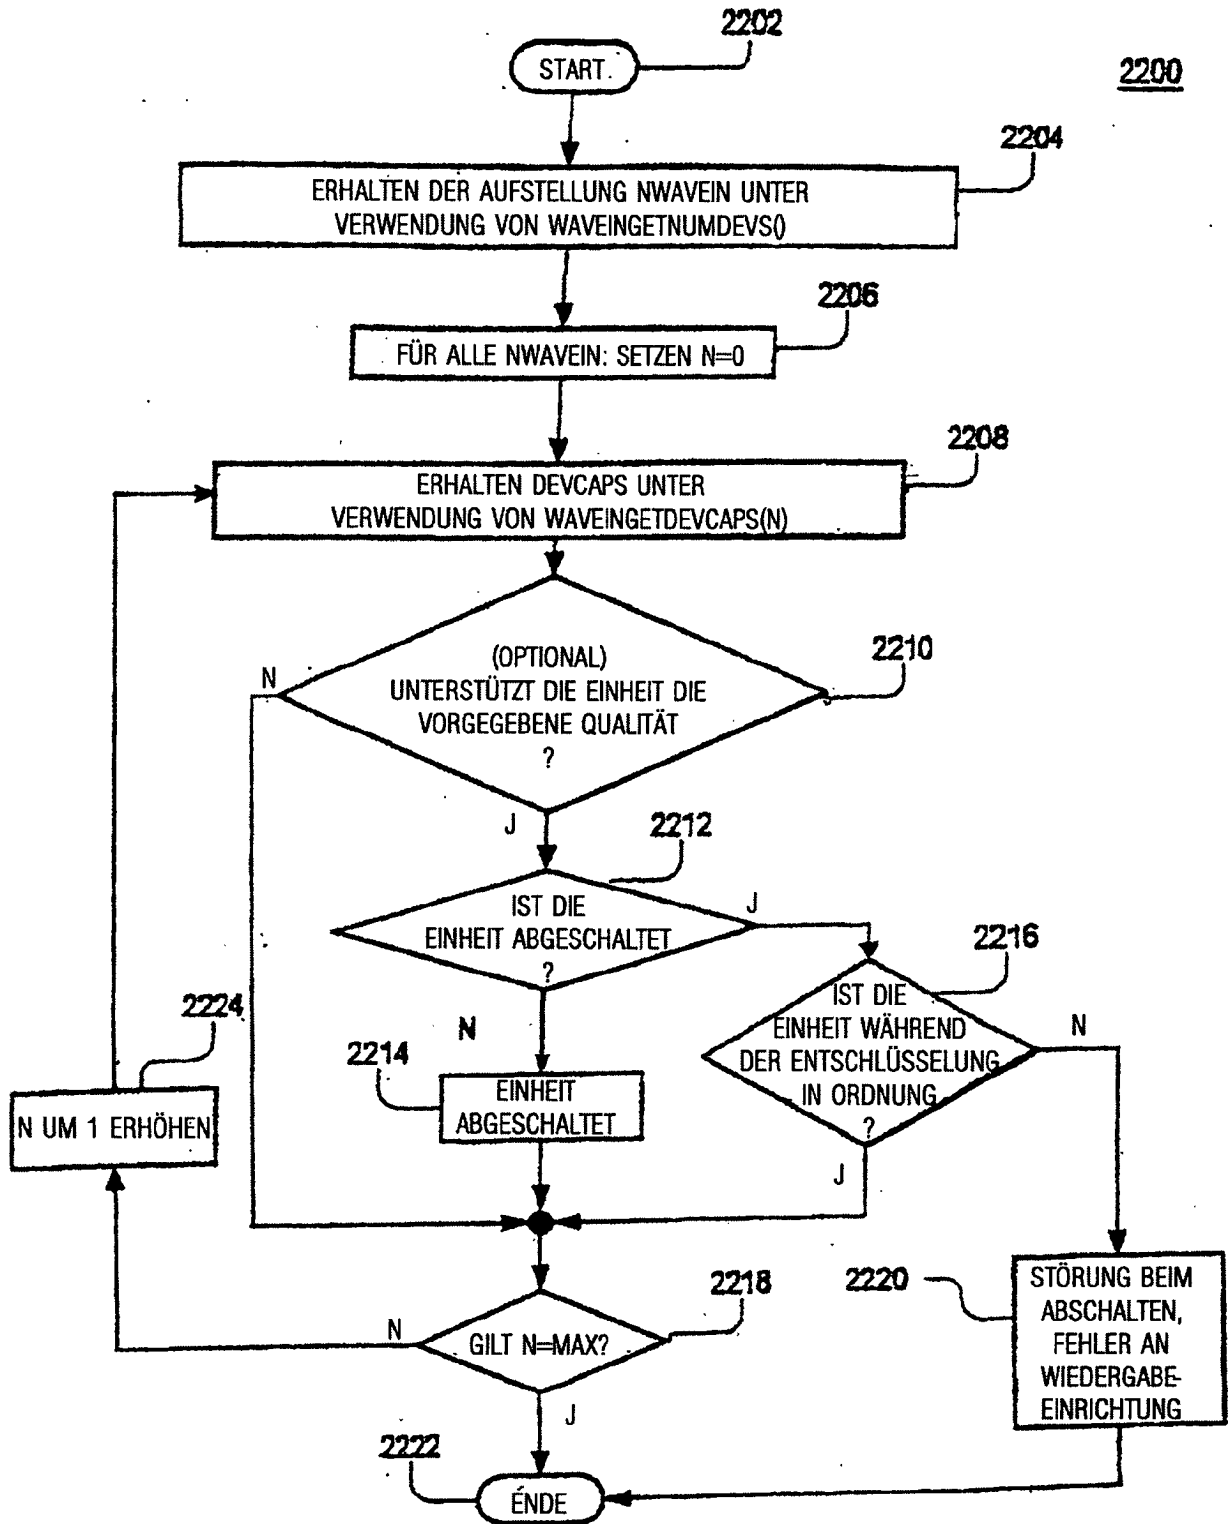 2202
START
2200
2204
ERHALTEN DER AUFSTELLUNG NWAVEIN UNTER
VERWENDUNG VON WAVEINGETNUMDEVS()
2206
FÜR ALLE NWAVEIN: SETZEN N=0
2208
ERHALTEN DEVCAPS UNTER
VERWENDUNG VON WAVEINGETDEVCAPS(N)
2210
N
(OPTIONAL)
UNTERSTÜTZT DIE EINHEIT DIE
VORGEGEBENE QUALITÄT
?
J
2212
IST DIE
EINHEIT ABGESCHALTET
?
J
2216
IST DIE
EINHEIT WÄHREND
DER ENTSCHLÜSSELUNG
IN ORDNUNG
?
N
J
N
2214
EINHEIT
ABGESCHALTET
2224
N UM 1 ERHÖHEN
2218
GILT N=MAX?
N
J
2220
STÖRUNG BEIM
ABSCHALTEN,
FEHLER AN
WIEDERGABE-
EINRICHTUNG
2222
ENDE